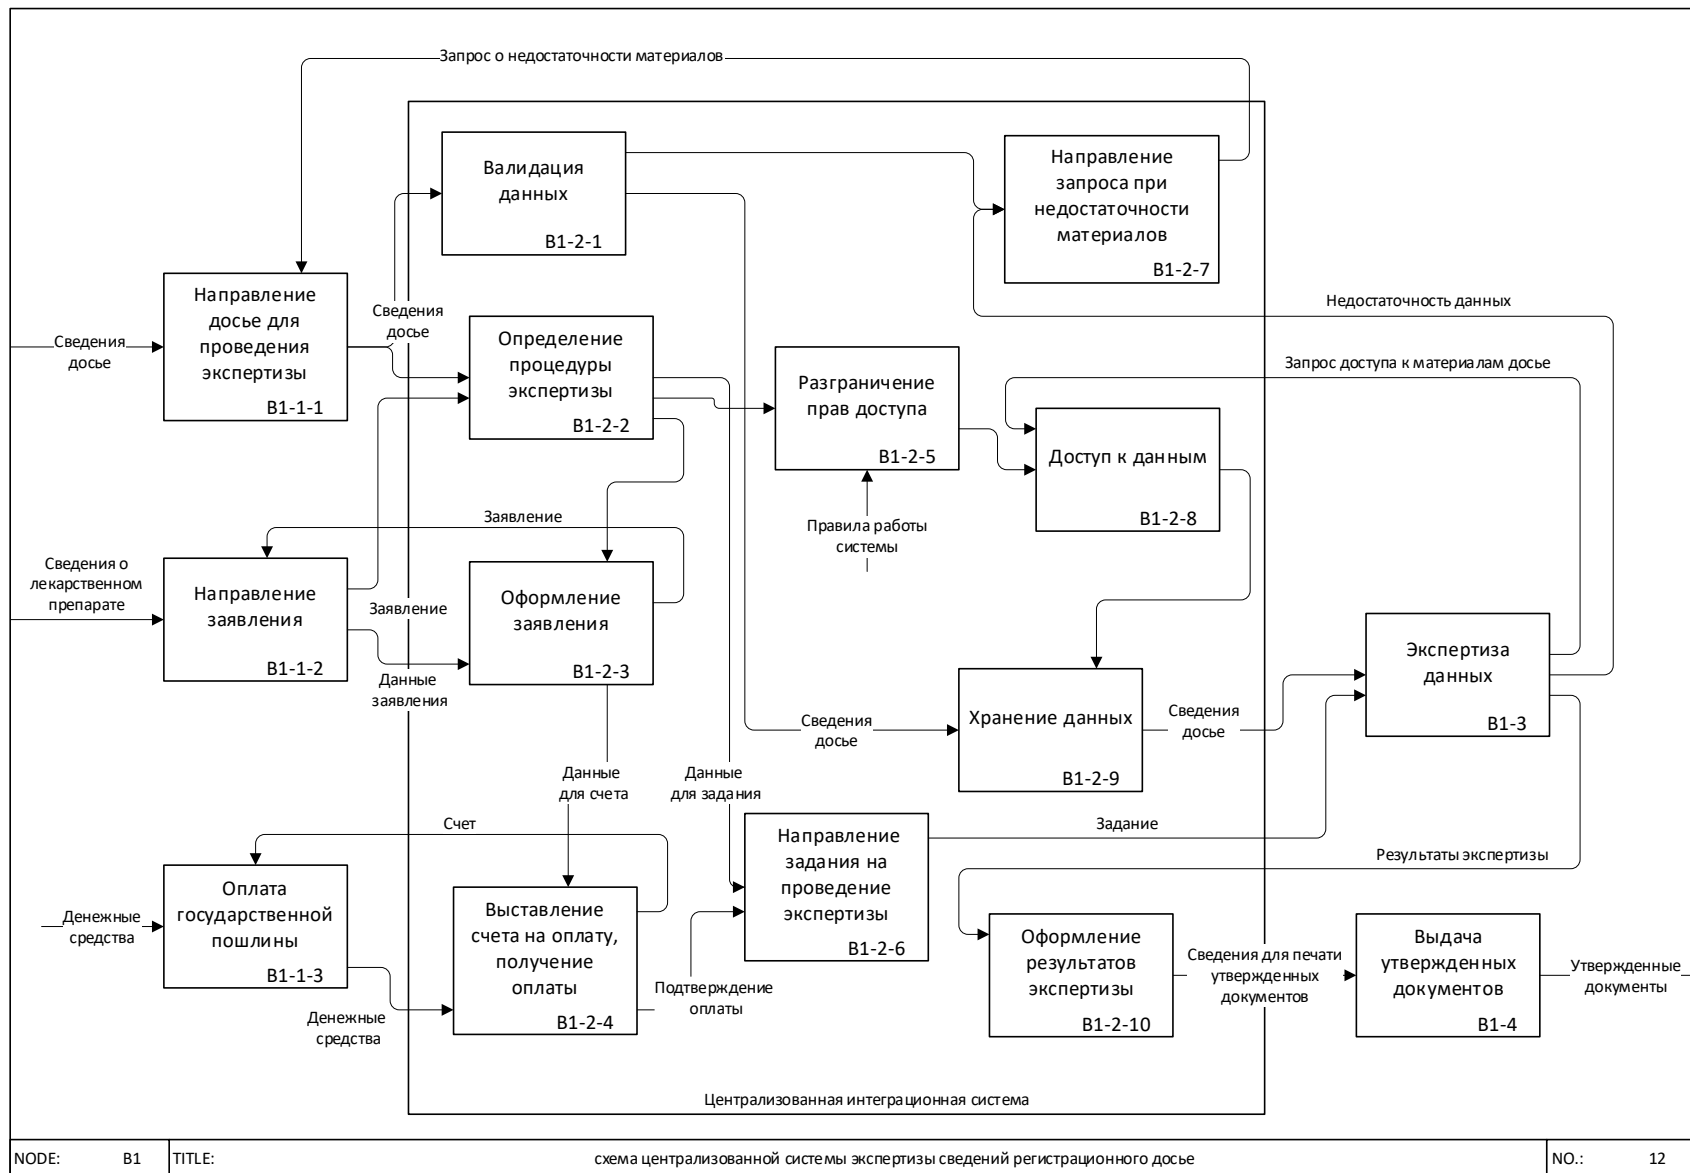 Запрос о недостаточности материалов
Валидация
данных
B1-2-1
Направление
запроса при
недостаточности
материалов
B1-2-7
Направление
досье для
проведения
экспертизы
B1-1-1
Сведения
досье
Сведения
досье
Определение
процедуры
экспертизы
B1-2-2
Недостаточность данных
Разграничение
прав доступа
B1-2-5
Запрос доступа к материалам досье
Доступ к данным
B1-2-8
Правила работы
системы
Заявление
Сведения о
лекарственном
препарате
Направление
заявления
B1-1-2
Заявление
Данные
заявления
Оформление
заявления
B1-2-3
Экспертиза
данных
B1-3
Сведения
досье
Хранение данных
B1-2-9
Сведения
досье
Данные
для счета
Данные
для задания
Счет
Направление
задания на
проведение
экспертизы
B1-2-6
Задание
Результаты экспертизы
Денежные
средства
Оплата
государственной
пошлины
B1-1-3
Денежные
средства
Выставление
счета на оплату,
получение
оплаты
B1-2-4
Подтверждение
оплаты
Оформление
результатов
экспертизы
B1-2-10
Сведения для печати
утвержденных
документов
Выдача
утвержденных
документов
B1-4
Утвержденные
документы
Централизованная интеграционная система
NODE: B1 TITLE: схема централизованной системы экспертизы сведений регистрационного досье NO.: 12